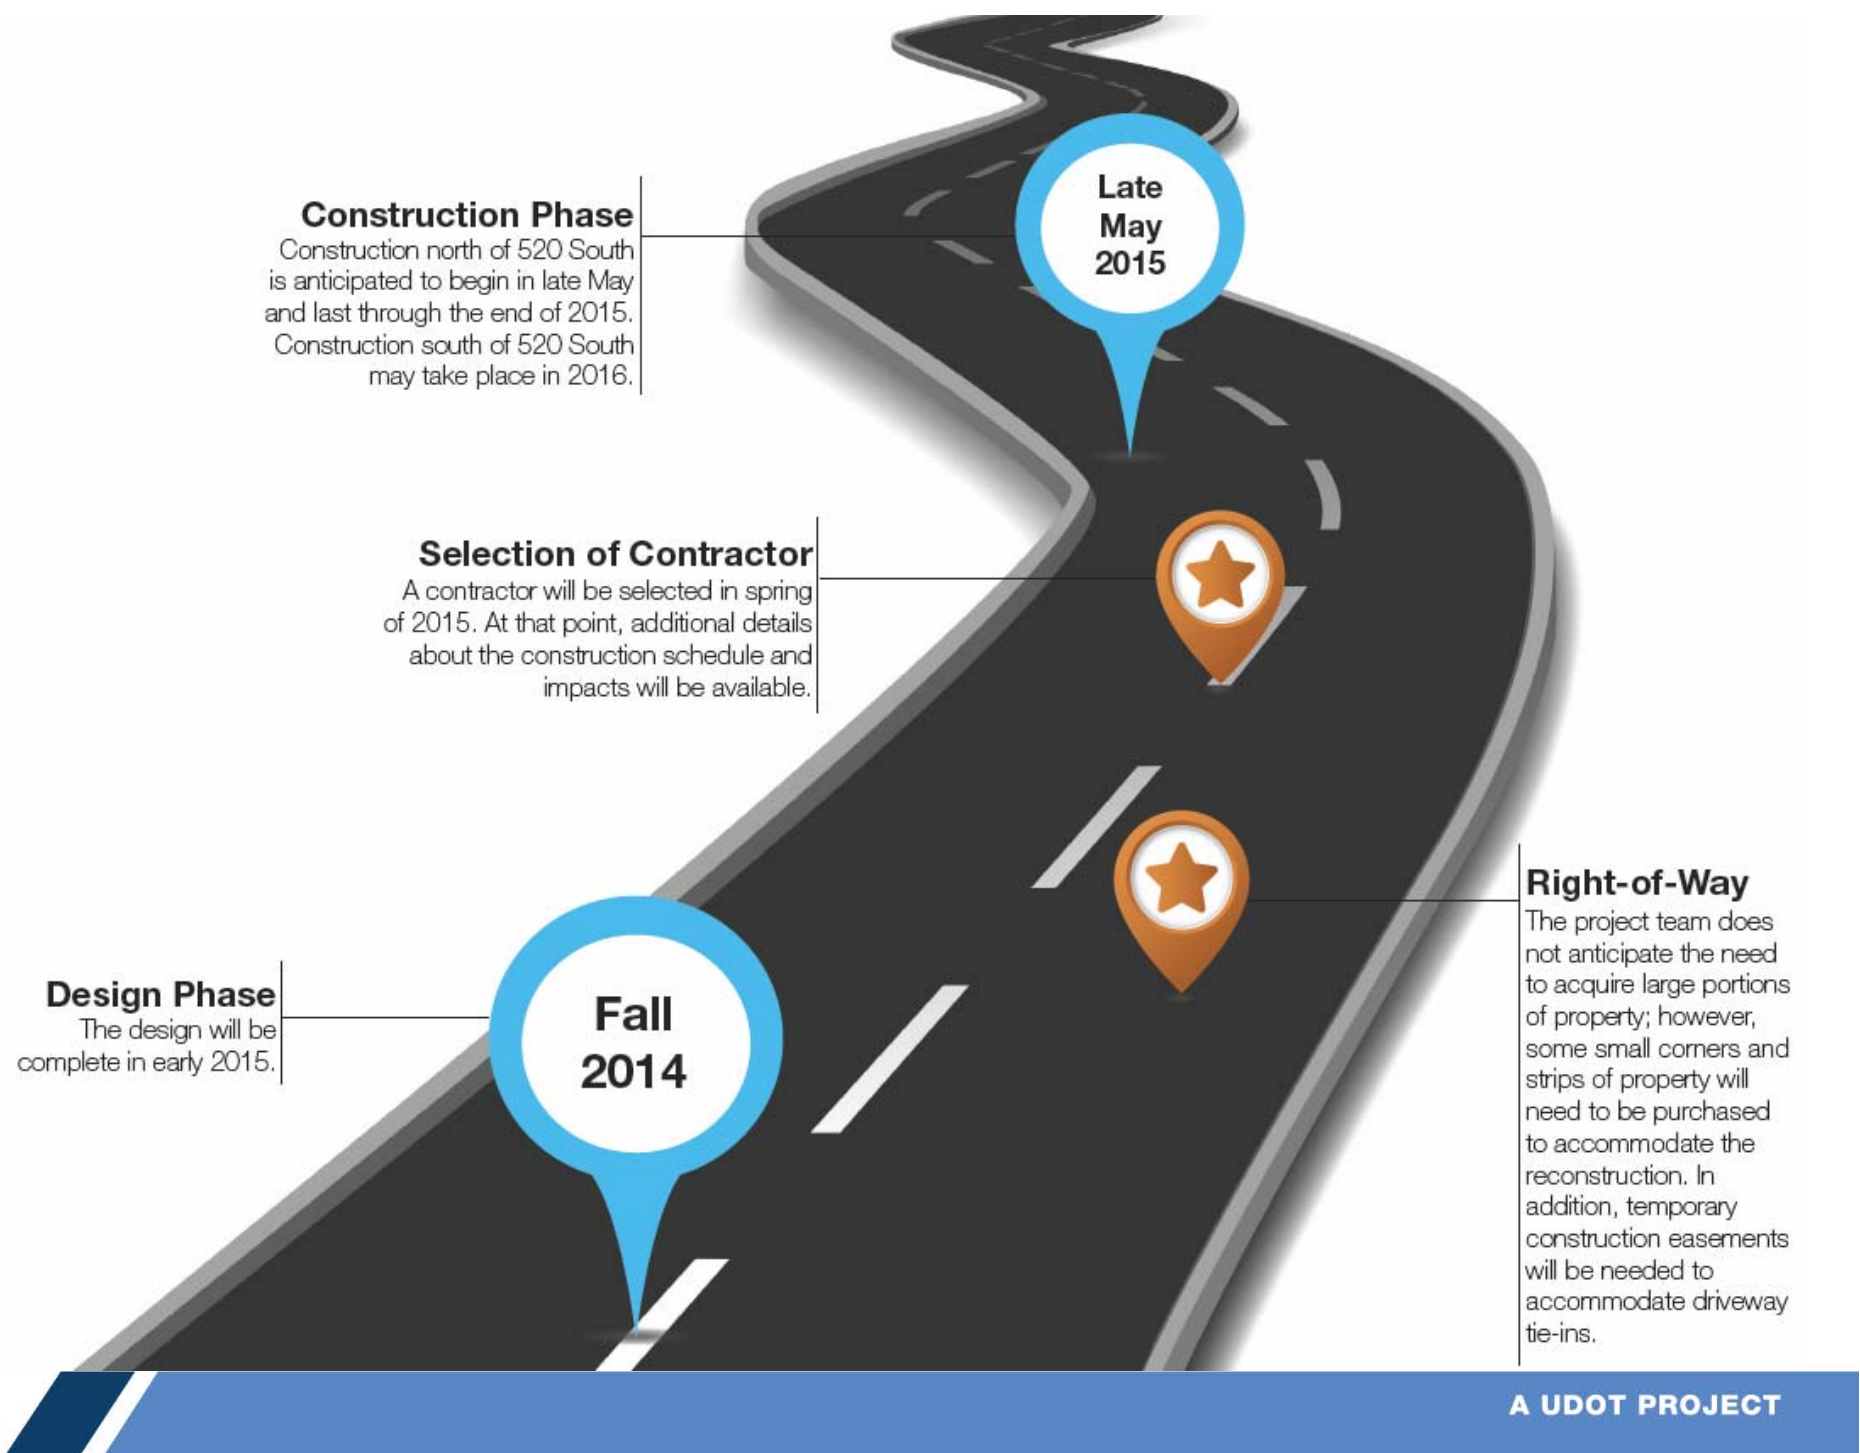 Late
May
2015
Construction Phase
Construction north of 520 South
is anticipated to begin in late May
and last through the end of 2015.
Construction south of 520 South
may take place in 2016.
Selection of Contractor
A contractor will be selected in spring
of 2015. At that point, additional details
about the construction schedule and
impacts will be available.
Right-of-Way
The project team does
not anticipate the need
to acquire large portions
of property; however,
some small corners and
strips of property will
need to be purchased
to accommodate the
reconstruction. In
addition, temporary
construction easements
will be needed to
accommodate driveway
tie-ins.
Design Phase
The design will be
complete in early 2015.
Fall
2014
A UDOT PROJECT